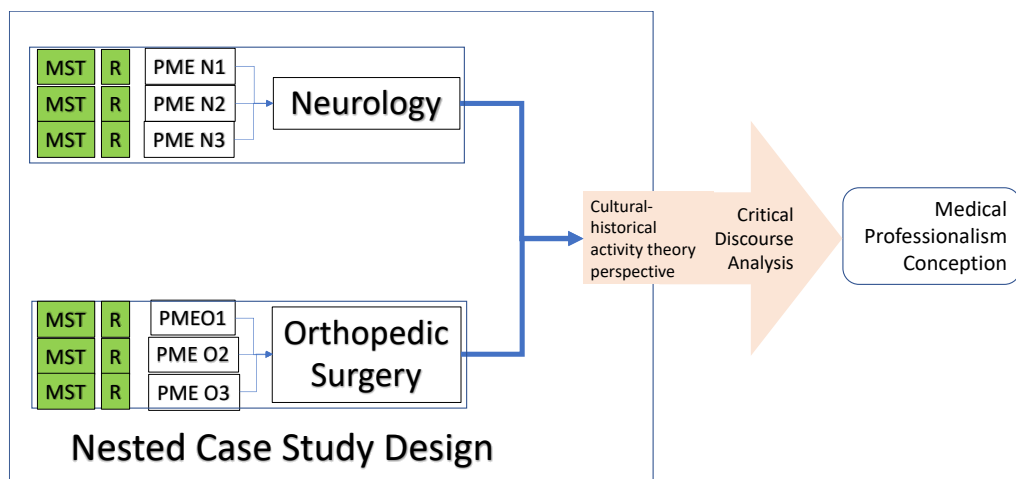 MST R PME N1
MST R PME N2
MST R PME N3
Neurology
MST R PMEO1
MST R PME O2
MST R PME O3
Orthopedic
Surgery
Nested Case Study Design
Cultural-
historical
activity theory
perspective
Critical
Discourse
Analysis
Medical
Professionalism
Conception